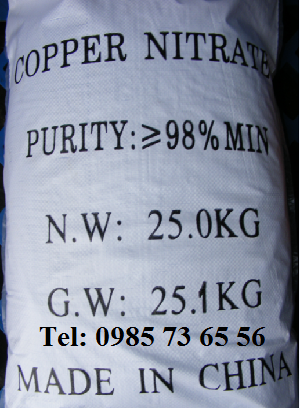 COPPER NITRATE
PURITY:≥98%MIN
N.W: 25.0KG
G.W: 25.1KG
Tel: 0985 73 65 56
MADE IN CHINA